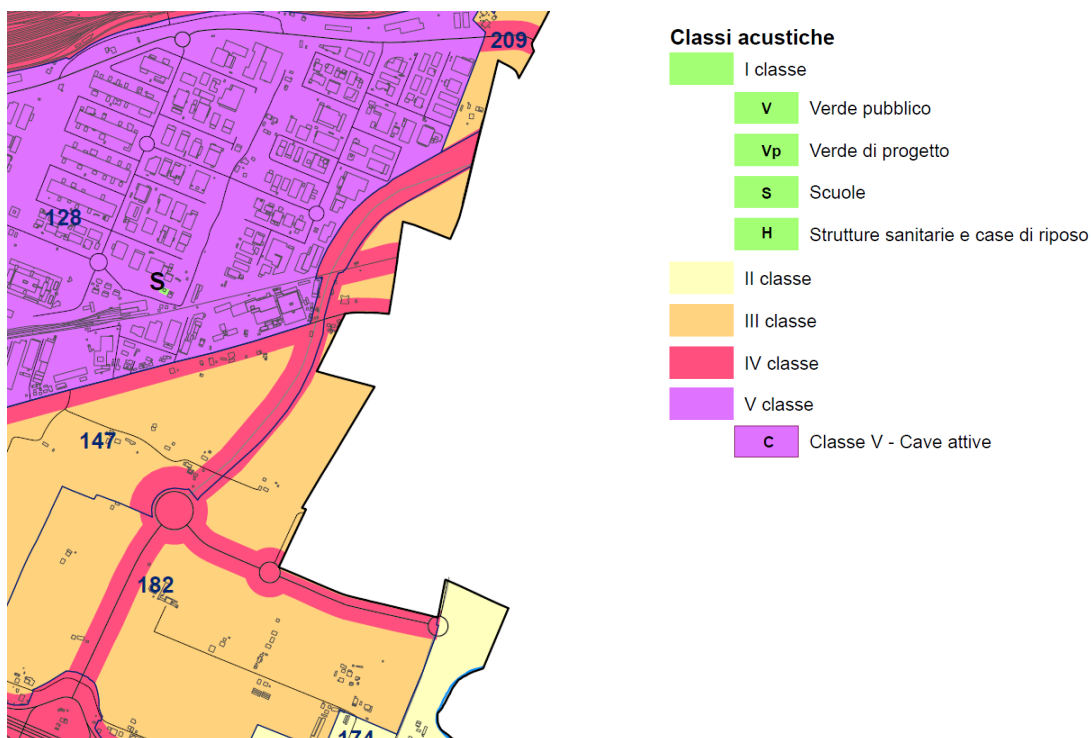 209
128
S
147
182
174
Classi acustiche
I classe
V Verde pubblico
Vp Verde di progetto
S Scuole
H Strutture sanitarie e case di riposo
II classe
III classe
IV classe
V classe
C Classe V - Cave attive